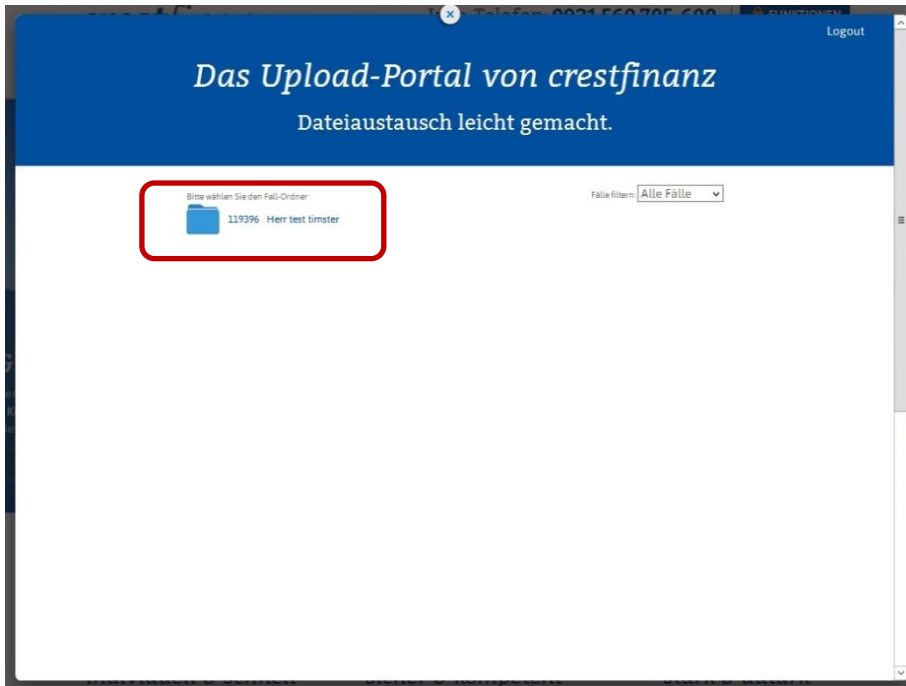 Logout
Das Upload-Portal von crestfinanz
Dateiaustausch leicht gemacht.
Bitte wählen Sie den Fall-Ordner
Fälle filtern: Alle Fälle
119396 Herr test timster